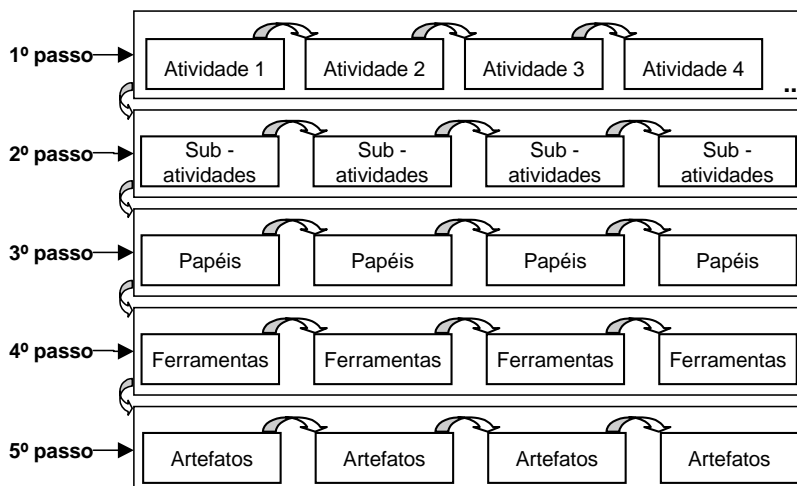 1º passo
Atividade 1
Atividade 2
Atividade 3
Atividade 4
..
2º passo
Sub -
atividades
Sub -
atividades
Sub -
atividades
Sub -
atividades
3º passo
Papéis
Papéis
Papéis
Papéis
4º passo
Ferramentas
Ferramentas
Ferramentas
Ferramentas
5º passo
Artefatos
Artefatos
Artefatos
Artefatos